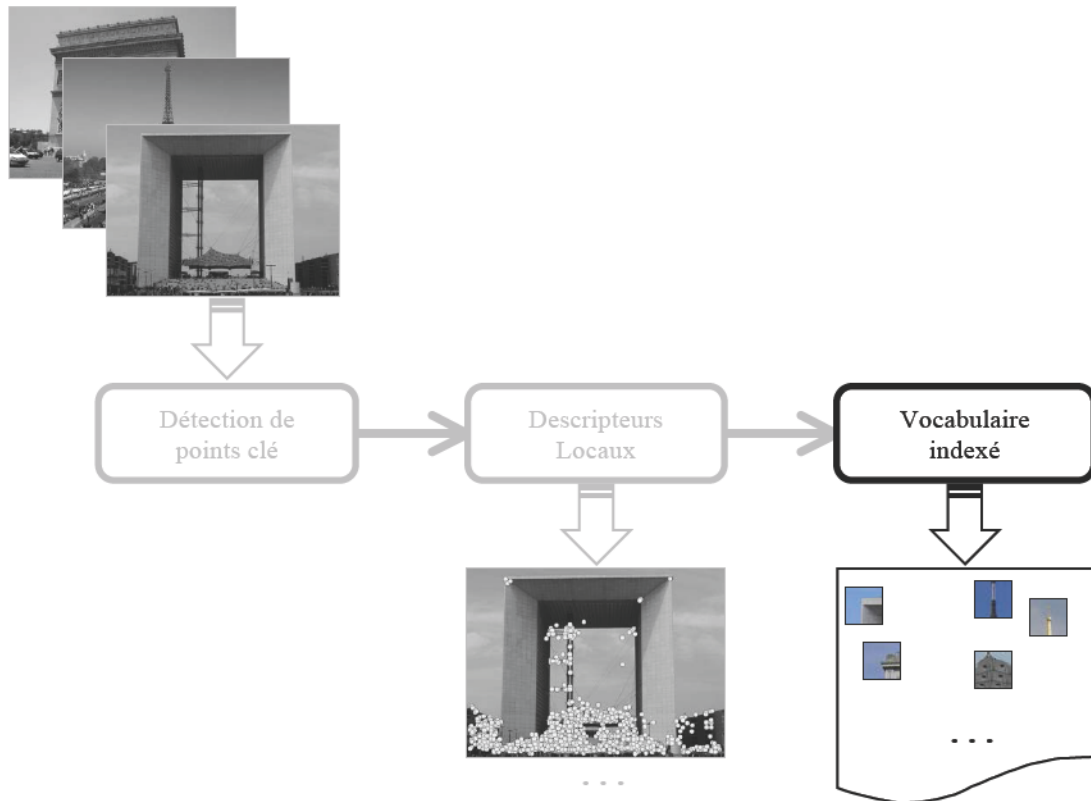 Détection de
points clé
Descripteurs
Locaux
Vocabulaire
indexé
. . .
. . .